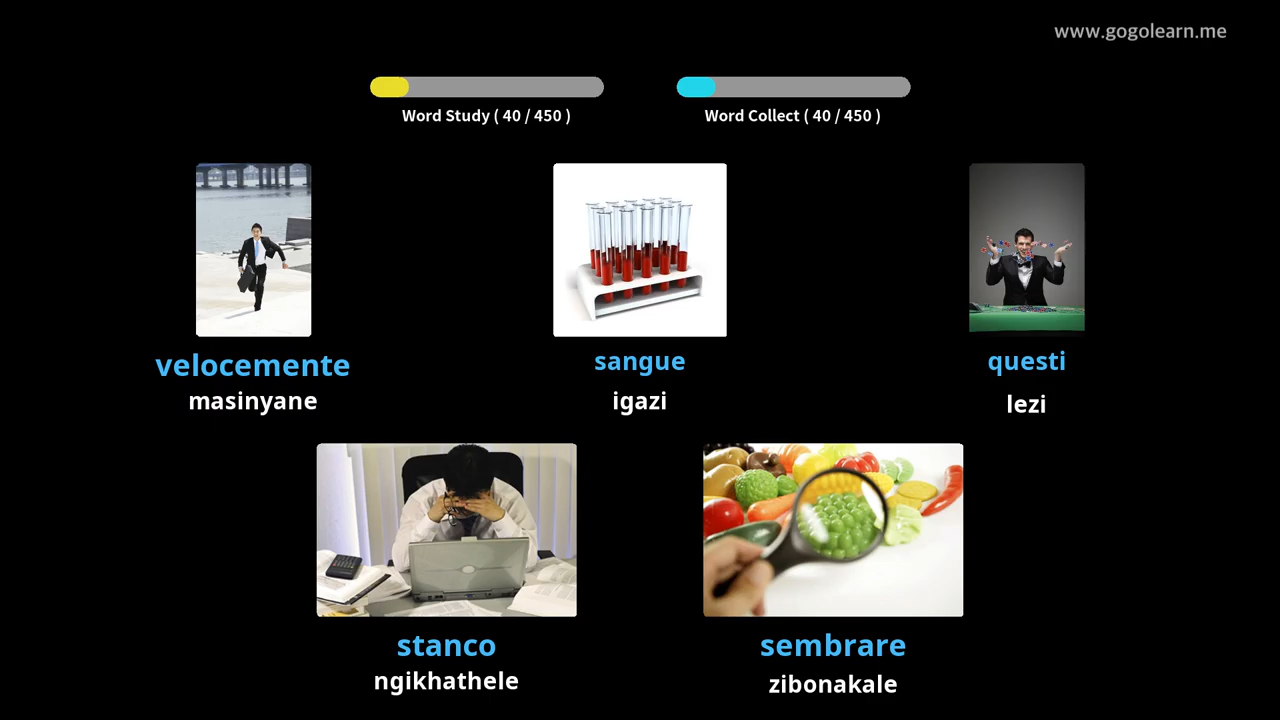 www.gogolearn.me
Word Study ( 40 / 450 )
Word Collect ( 40 / 450 )
velocemente
masinyane
sangue
igazi
questi
lezi
stanco
ngikhathele
sembrare
zibonakale